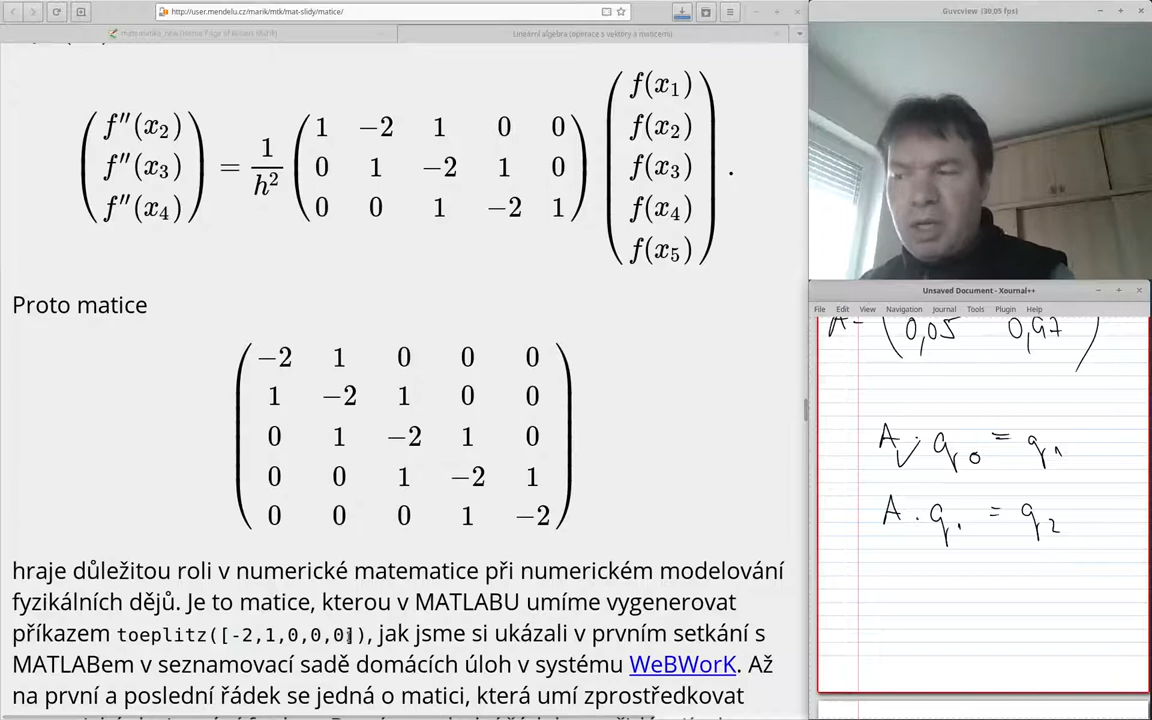 http://user.mendelu.cz/marik/mtk/mat-slidy/matice/
Guvcview (30,05 fps)
matematika_new (Home Page of Robert Mařík)
Lineární algebra (operace s vektory a maticemi)
f″(x2)
f″(x3)
f″(x4)
= 1/h²
1 −2 1 0 0
0 1 −2 1 0
0 0 1 −2 1
f(x1)
f(x2)
f(x3)
f(x4)
f(x5)
.
Proto matice
−2 1 0 0 0
1 −2 1 0 0
0 1 −2 1 0
0 0 1 −2 1
0 0 0 1 −2
hraje důležitou roli v numerické matematice při numerickém modelování
fyzikálních dějů. Je to matice, kterou v MATLABU umíme vygenerovat
příkazem toeplitz([-2,1,0,0,0]), jak jsme si ukázali v prvním setkání s
MATLABem v seznamovací sadě domácích úloh v systému WeBWorK. Až
na první a poslední řádek se jedná o matici, která umí zprostředkovat
Unsaved Document - Xournal++
File Edit View Navigation Journal Tools Plugin Help
A= 0,05 0,97
A · q0 = q1
A · q1 = q2